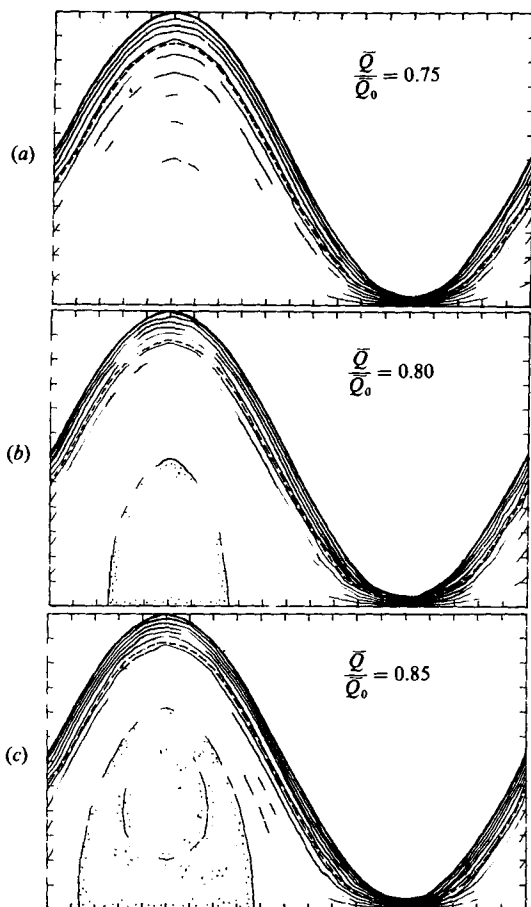 (a)
Q̅/Q̅₀ = 0.75
(b)
Q̅/Q̅₀ = 0.80
(c)
Q̅/Q̅₀ = 0.85